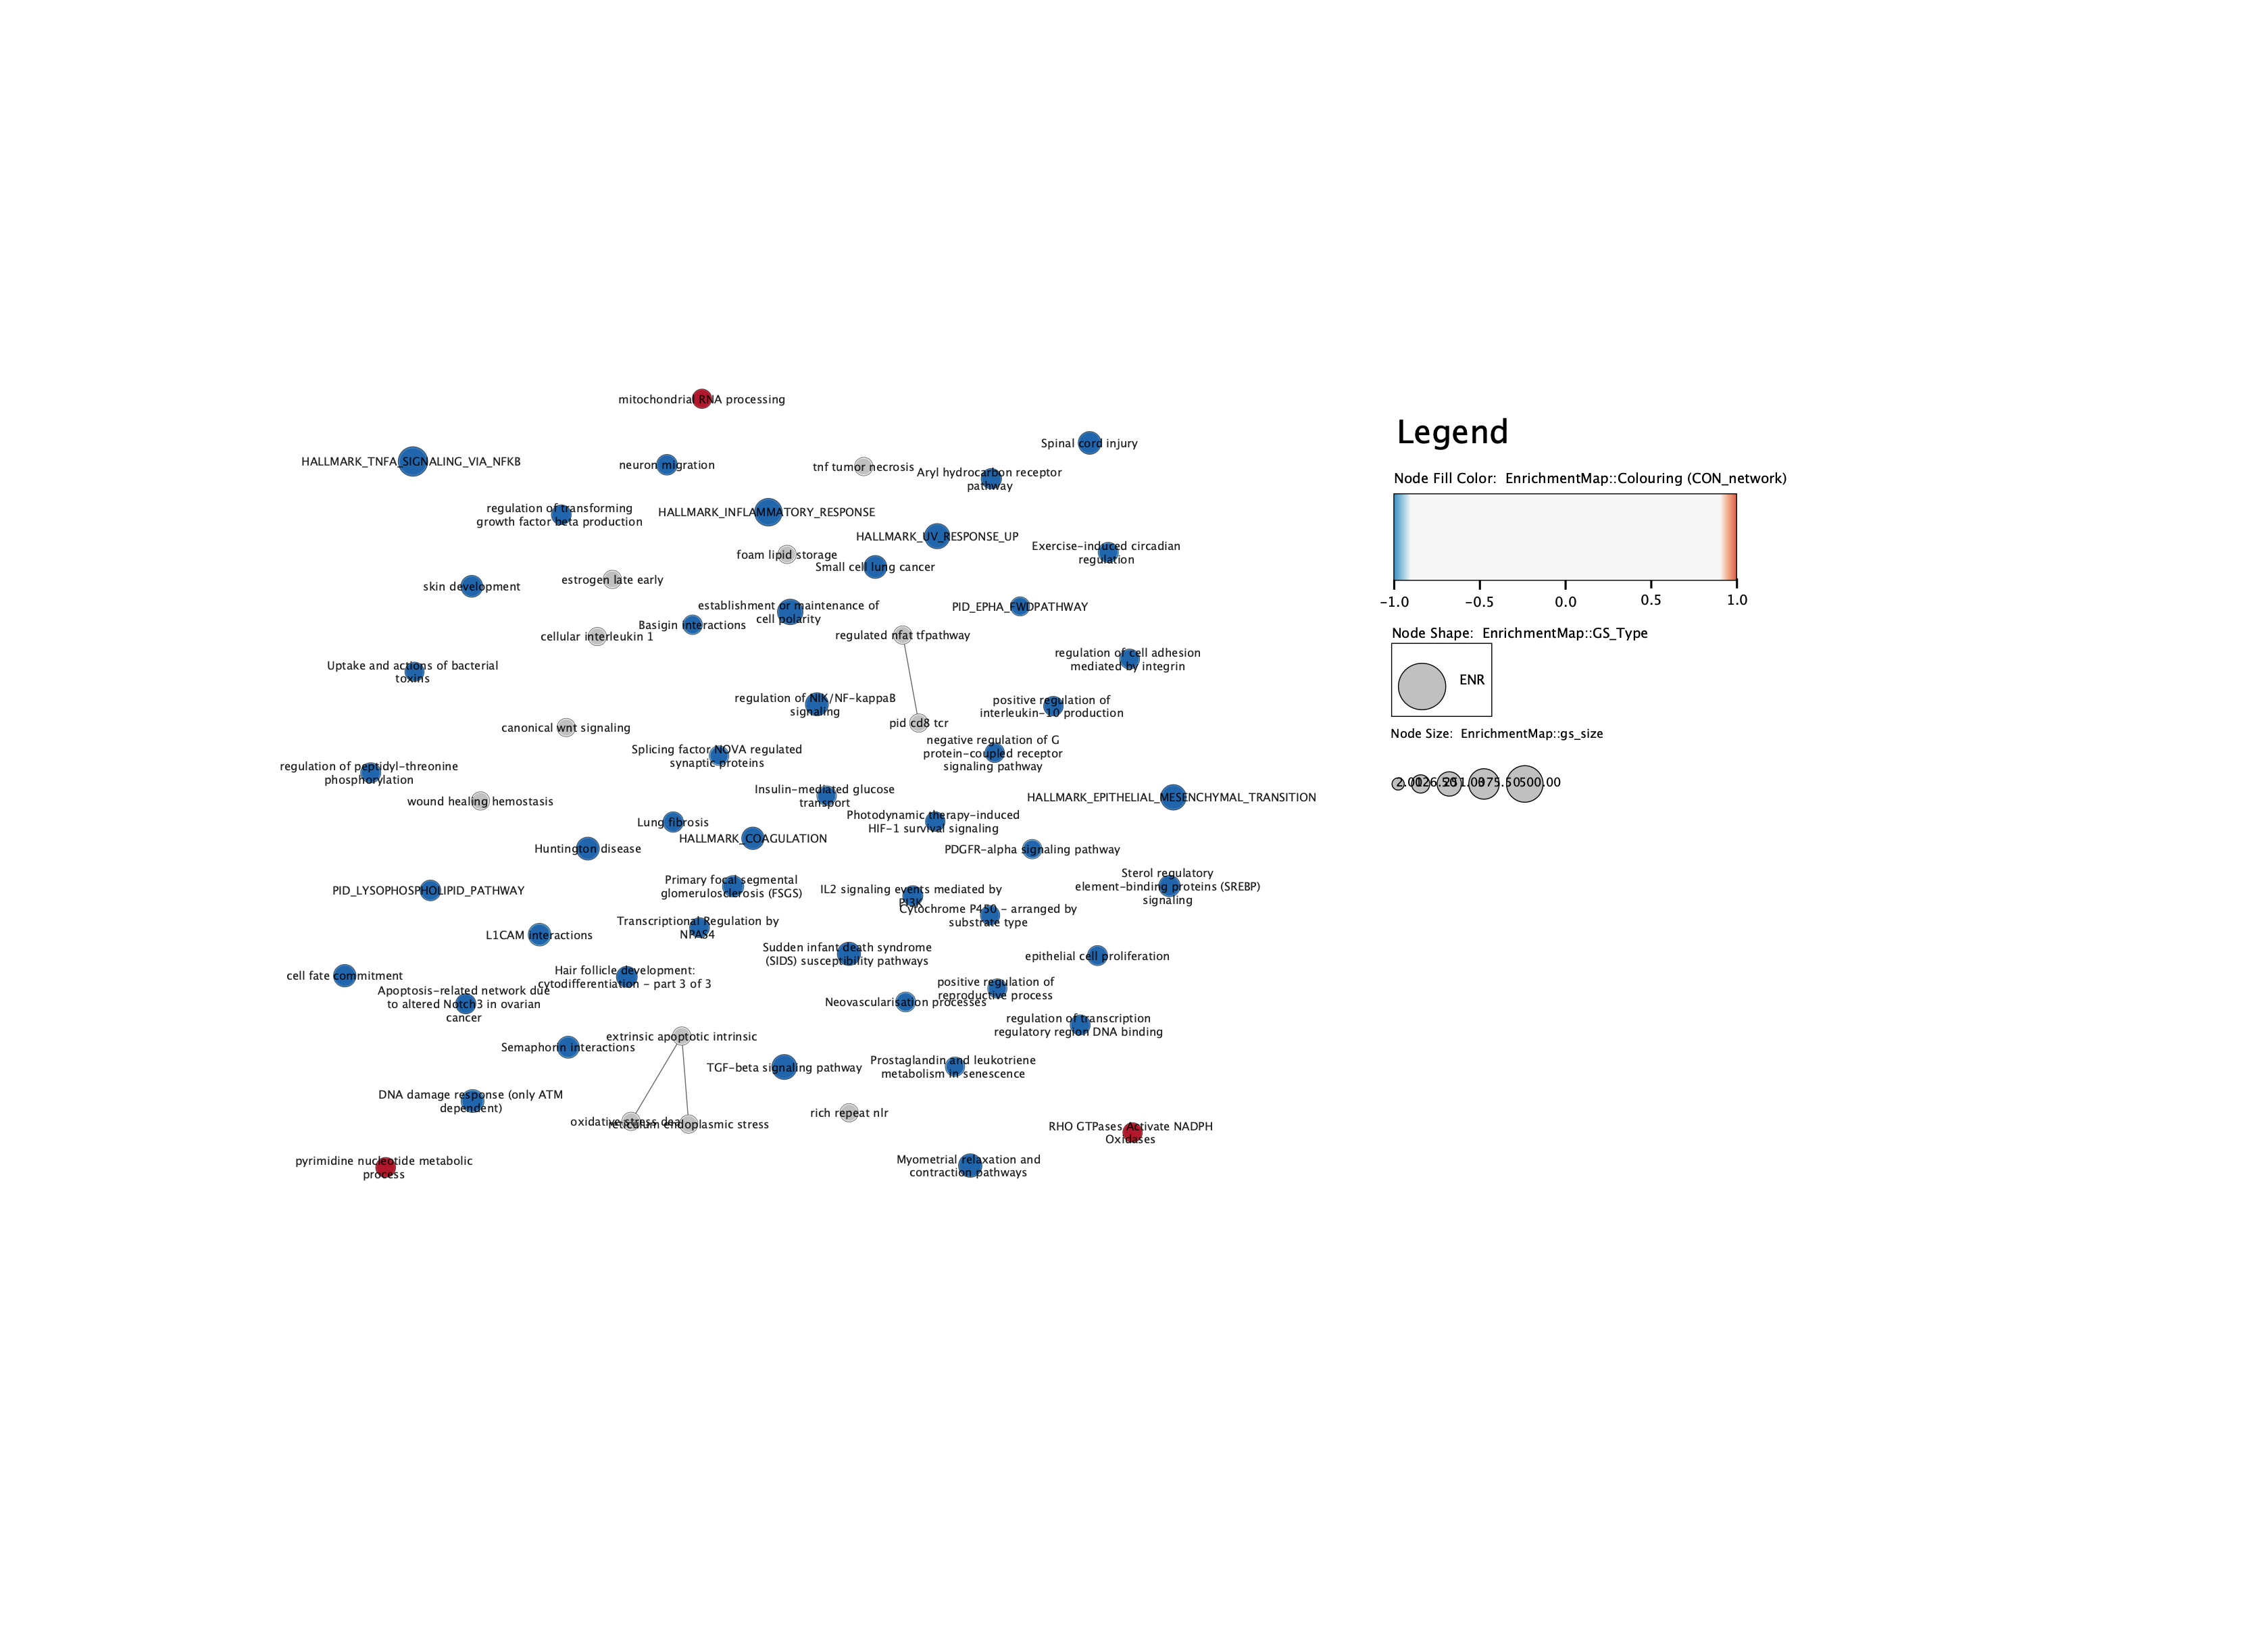 mitochondrial RNA processing
Spinal cord injury
HALLMARK_TNFA_SIGNALING_VIA_NFKB
neuron migration
tnf tumor necrosis
Aryl hydrocarbon receptor
pathway
regulation of transforming
growth factor beta production
HALLMARK_INFLAMMATORY_RESPONSE
HALLMARK_UV_RESPONSE_UP
Exercise-induced circadian
regulation
foam lipid storage
Small cell lung cancer
estrogen late early
skin development
establishment or maintenance of
cell polarity
PID_EPHA_FWDPATHWAY
Basigin interactions
cellular interleukin 1
regulated nfat tfpathway
regulation of cell adhesion
mediated by integrin
Uptake and actions of bacterial
toxins
regulation of NIK/NF-kappaB
signaling
positive regulation of
interleukin-10 production
canonical wnt signaling
pid cd8 tcr
Splicing factor NOVA regulated
synaptic proteins
negative regulation of G
protein-coupled receptor
signaling pathway
regulation of peptidyl-threonine
phosphorylation
wound healing hemostasis
Insulin-mediated glucose
transport
HALLMARK_EPITHELIAL_MESENCHYMAL_TRANSITION
Lung fibrosis
Photodynamic therapy-induced
HIF-1 survival signaling
HALLMARK_COAGULATION
Huntington disease
PDGFR-alpha signaling pathway
PID_LYSOPHOSPHOLIPID_PATHWAY
Primary focal segmental
glomerulosclerosis (FSGS)
IL2 signaling events mediated by
PI3K
Sterol regulatory
element-binding proteins (SREBP)
signaling
Cytochrome P450 - arranged by
substrate type
L1CAM interactions
Transcriptional Regulation by
NPAS4
Sudden infant death syndrome
(SIDS) susceptibility pathways
epithelial cell proliferation
cell fate commitment
Hair follicle development:
cytodifferentiation - part 3 of 3
Apoptosis-related network due
to altered Notch3 in ovarian
cancer
positive regulation of
reproductive process
Neovascularisation processes
regulation of transcription
regulatory region DNA binding
extrinsic apoptotic intrinsic
Semaphorin interactions
TGF-beta signaling pathway
Prostaglandin and leukotriene
metabolism in senescence
DNA damage response (only ATM
dependent)
oxidative stress
reticulum endoplasmic stress
rich repeat nlr
RHO GTPases Activate NADPH
Oxidases
pyrimidine nucleotide metabolic
process
Myometrial relaxation and
contraction pathways
Legend
Node Fill Color: EnrichmentMap::Colouring (CON_network)
-1.0 -0.5 0.0 0.5 1.0
Node Shape: EnrichmentMap::GS_Type
ENR
Node Size: EnrichmentMap::gs_size
2.00 126.50 251.00 375.50 500.00